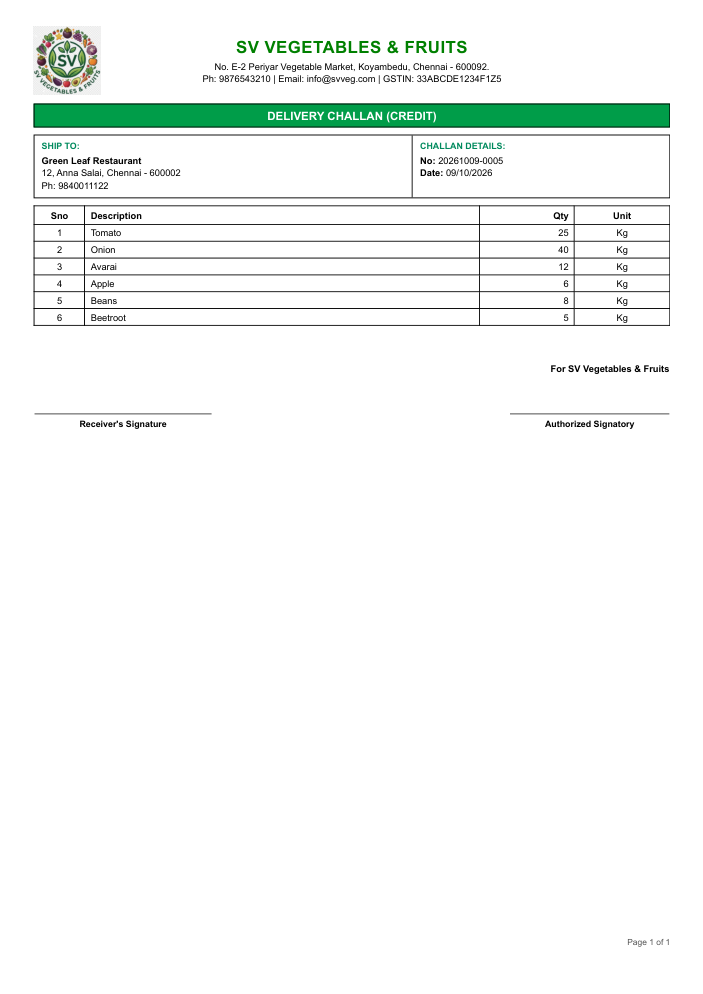 SV
SV VEGETABLES & FRUITS
SV VEGETABLES & FRUITS
No. E-2 Periyar Vegetable Market, Koyambedu, Chennai - 600092.
Ph: 9876543210 | Email: info@svveg.com | GSTIN: 33ABCDE1234F1Z5
DELIVERY CHALLAN (CREDIT)
SHIP TO:
Green Leaf Restaurant
12, Anna Salai, Chennai - 600002
Ph: 9840011122
CHALLAN DETAILS:
No: 20261009-0005
Date: 09/10/2026
Sno Description Qty Unit
1 Tomato 25 Kg
2 Onion 40 Kg
3 Avarai 12 Kg
4 Apple 6 Kg
5 Beans 8 Kg
6 Beetroot 5 Kg
For SV Vegetables & Fruits
Receiver's Signature Authorized Signatory
Page 1 of 1